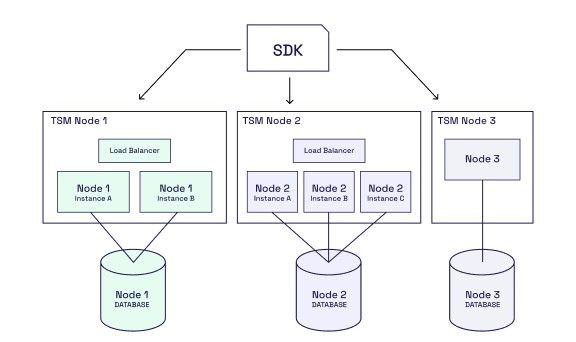 SDK
TSM Node 1
Load Balancer
Node 1
Instance A
Node 1
Instance B
TSM Node 2
Load Balancer
Node 2
Instance A
Node 2
Instance B
Node 2
Instance C
TSM Node 3
Node 3
Node 1
DATABASE
Node 2
DATABASE
Node 3
DATABASE